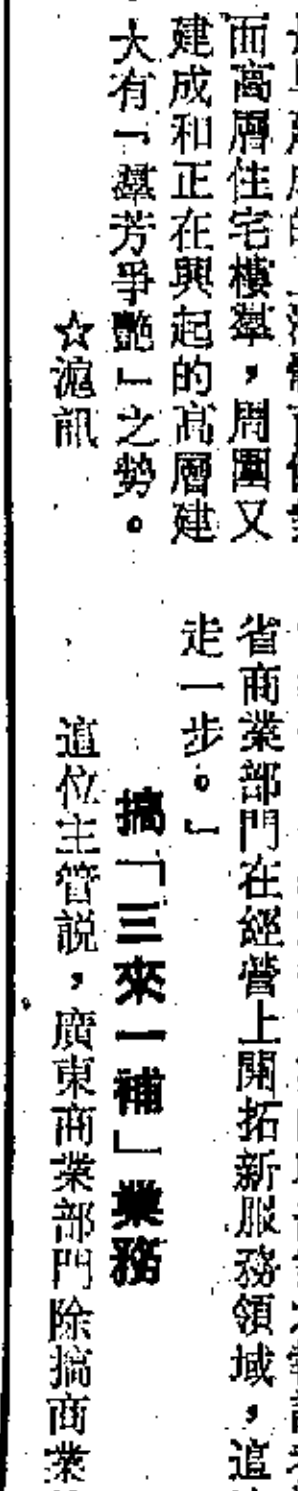 而高層住宅樓羣，周圍又
建成和正在興起的高層建
大有「羣芳爭艷」之勢。
☆滬訊
省商業部門在經營上開拓新服務領域，這
走一步。」
搞「三來一補」業務
這位主管説，廣東商業部門除搞商業